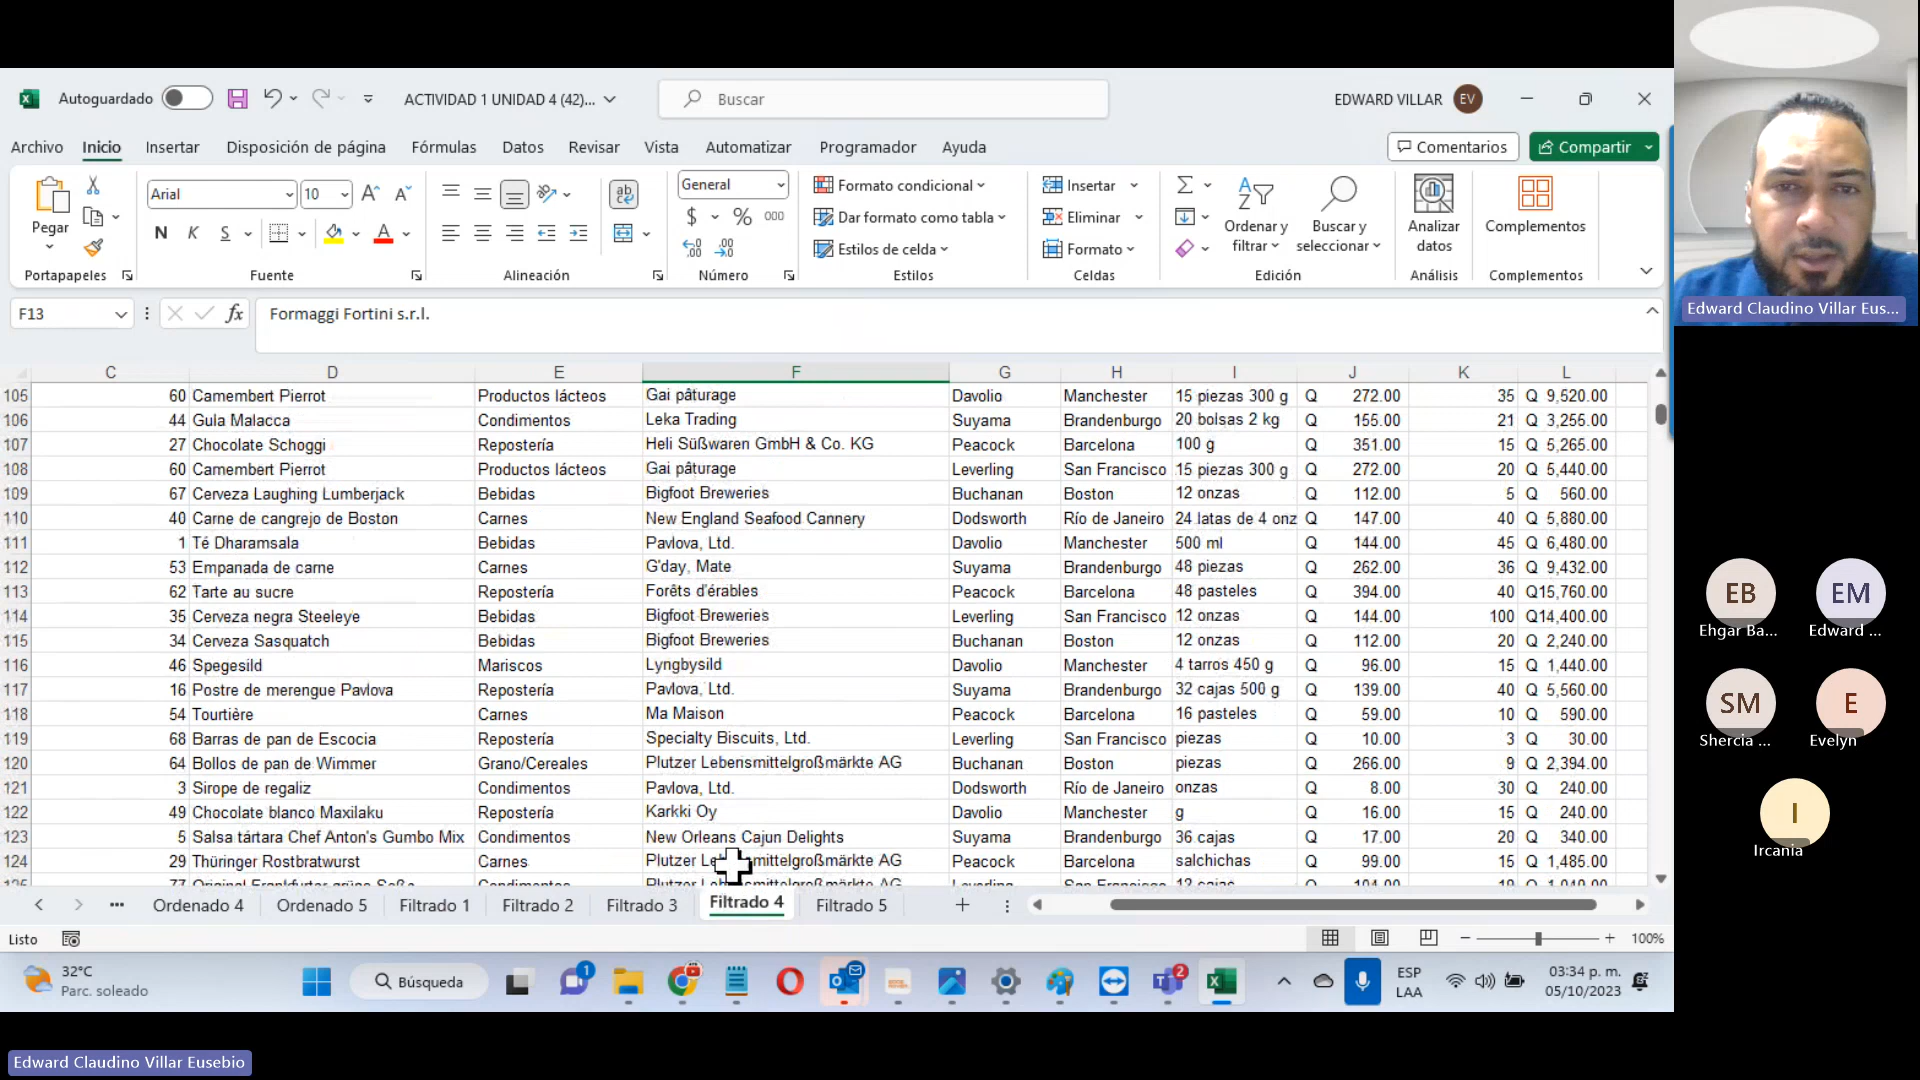 Autoguardado
ACTIVIDAD 1 UNIDAD 4 (42)...
Buscar
EDWARD VILLAR EV
Archivo Inicio Insertar Disposición de página Fórmulas Datos Revisar Vista Automatizar Programador Ayuda
Comentarios Compartir
Pegar
Portapapeles
Arial 10
N K S
Fuente
Alineación
General
$ % 000
Número
Formato condicional
Dar formato como tabla
Estilos de celda
Estilos
Insertar
Eliminar
Formato
Celdas
Ordenar y filtrar
Buscar y seleccionar
Edición
Analizar datos
Análisis
Complementos
Complementos
F13 fx Formaggi Fortini s.r.l.
C D E F G H I J K L
105 60 Camembert Pierrot Productos lácteos Gai pâturage Davolio Manchester 15 piezas 300 g Q 272.00 35 Q 9,520.00
106 44 Gula Malacca Condimentos Leka Trading Suyama Brandenburgo 20 bolsas 2 kg Q 155.00 21 Q 3,255.00
107 27 Chocolate Schoggi Repostería Heli Süßwaren GmbH & Co. KG Peacock Barcelona 100 g Q 351.00 15 Q 5,265.00
108 60 Camembert Pierrot Productos lácteos Gai pâturage Leverling San Francisco 15 piezas 300 g Q 272.00 20 Q 5,440.00
109 67 Cerveza Laughing Lumberjack Bebidas Bigfoot Breweries Buchanan Boston 12 onzas Q 112.00 5 Q 560.00
110 40 Carne de cangrejo de Boston Carnes New England Seafood Cannery Dodsworth Río de Janeiro 24 latas de 4 onz Q 147.00 40 Q 5,880.00
111 1 Té Dharamsala Bebidas Pavlova, Ltd. Davolio Manchester 500 ml Q 144.00 45 Q 6,480.00
112 53 Empanada de carne Carnes G'day, Mate Suyama Brandenburgo 48 piezas Q 262.00 36 Q 9,432.00
113 62 Tarte au sucre Repostería Forêts d'érables Peacock Barcelona 48 pasteles Q 394.00 40 Q15,760.00
114 35 Cerveza negra Steeleye Bebidas Bigfoot Breweries Leverling San Francisco 12 onzas Q 144.00 100 Q14,400.00
115 34 Cerveza Sasquatch Bebidas Bigfoot Breweries Buchanan Boston 12 onzas Q 112.00 20 Q 2,240.00
116 46 Spegesild Mariscos Lyngbysild Davolio Manchester 4 tarros 450 g Q 96.00 15 Q 1,440.00
117 16 Postre de merengue Pavlova Repostería Pavlova, Ltd. Suyama Brandenburgo 32 cajas 500 g Q 139.00 40 Q 5,560.00
118 54 Tourtière Carnes Ma Maison Peacock Barcelona 16 pasteles Q 59.00 10 Q 590.00
119 68 Barras de pan de Escocia Repostería Specialty Biscuits, Ltd. Leverling San Francisco piezas Q 10.00 3 Q 30.00
120 64 Bollos de pan de Wimmer Grano/Cereales Plutzer Lebensmittelgroßmärkte AG Buchanan Boston piezas Q 266.00 9 Q 2,394.00
121 3 Sirope de regaliz Condimentos Pavlova, Ltd. Dodsworth Río de Janeiro onzas Q 8.00 30 Q 240.00
122 49 Chocolate blanco Maxilaku Repostería Karkki Oy Davolio Manchester g Q 16.00 15 Q 240.00
123 5 Salsa tártara Chef Anton's Gumbo Mix Condimentos New Orleans Cajun Delights Suyama Brandenburgo 36 cajas Q 17.00 20 Q 340.00
124 29 Thüringer Rostbratwurst Carnes Plutzer Lebensmittelgroßmärkte AG Peacock Barcelona salchichas Q 99.00 15 Q 1,485.00
Ordenado 4 Ordenado 5 Filtrado 1 Filtrado 2 Filtrado 3 Filtrado 4 Filtrado 5
Listo 100%
32°C
Parc. soleado
Búsqueda
1
2
ESP
LAA
03:34 p. m.
05/10/2023
Edward Claudino Villar Eus...
EB EM
Ehgar Ba... Edward ...
SM E
Shercia ... Evelyn
I
Ircania
Edward Claudino Villar Eusebio